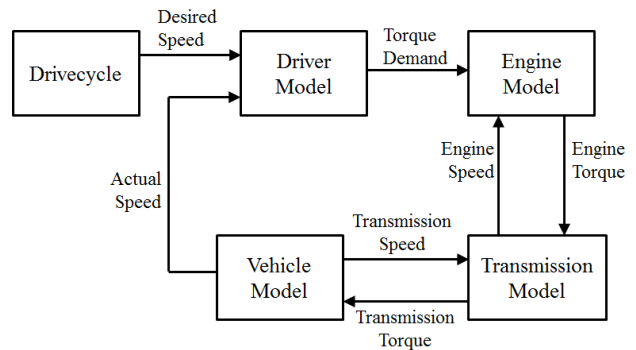 Desired
Speed
Drivecycle
Driver
Model
Torque
Demand
Engine
Model
Actual
Speed
Engine
Speed
Engine
Torque
Transmission
Speed
Vehicle
Model
Transmission
Model
Transmission
Torque